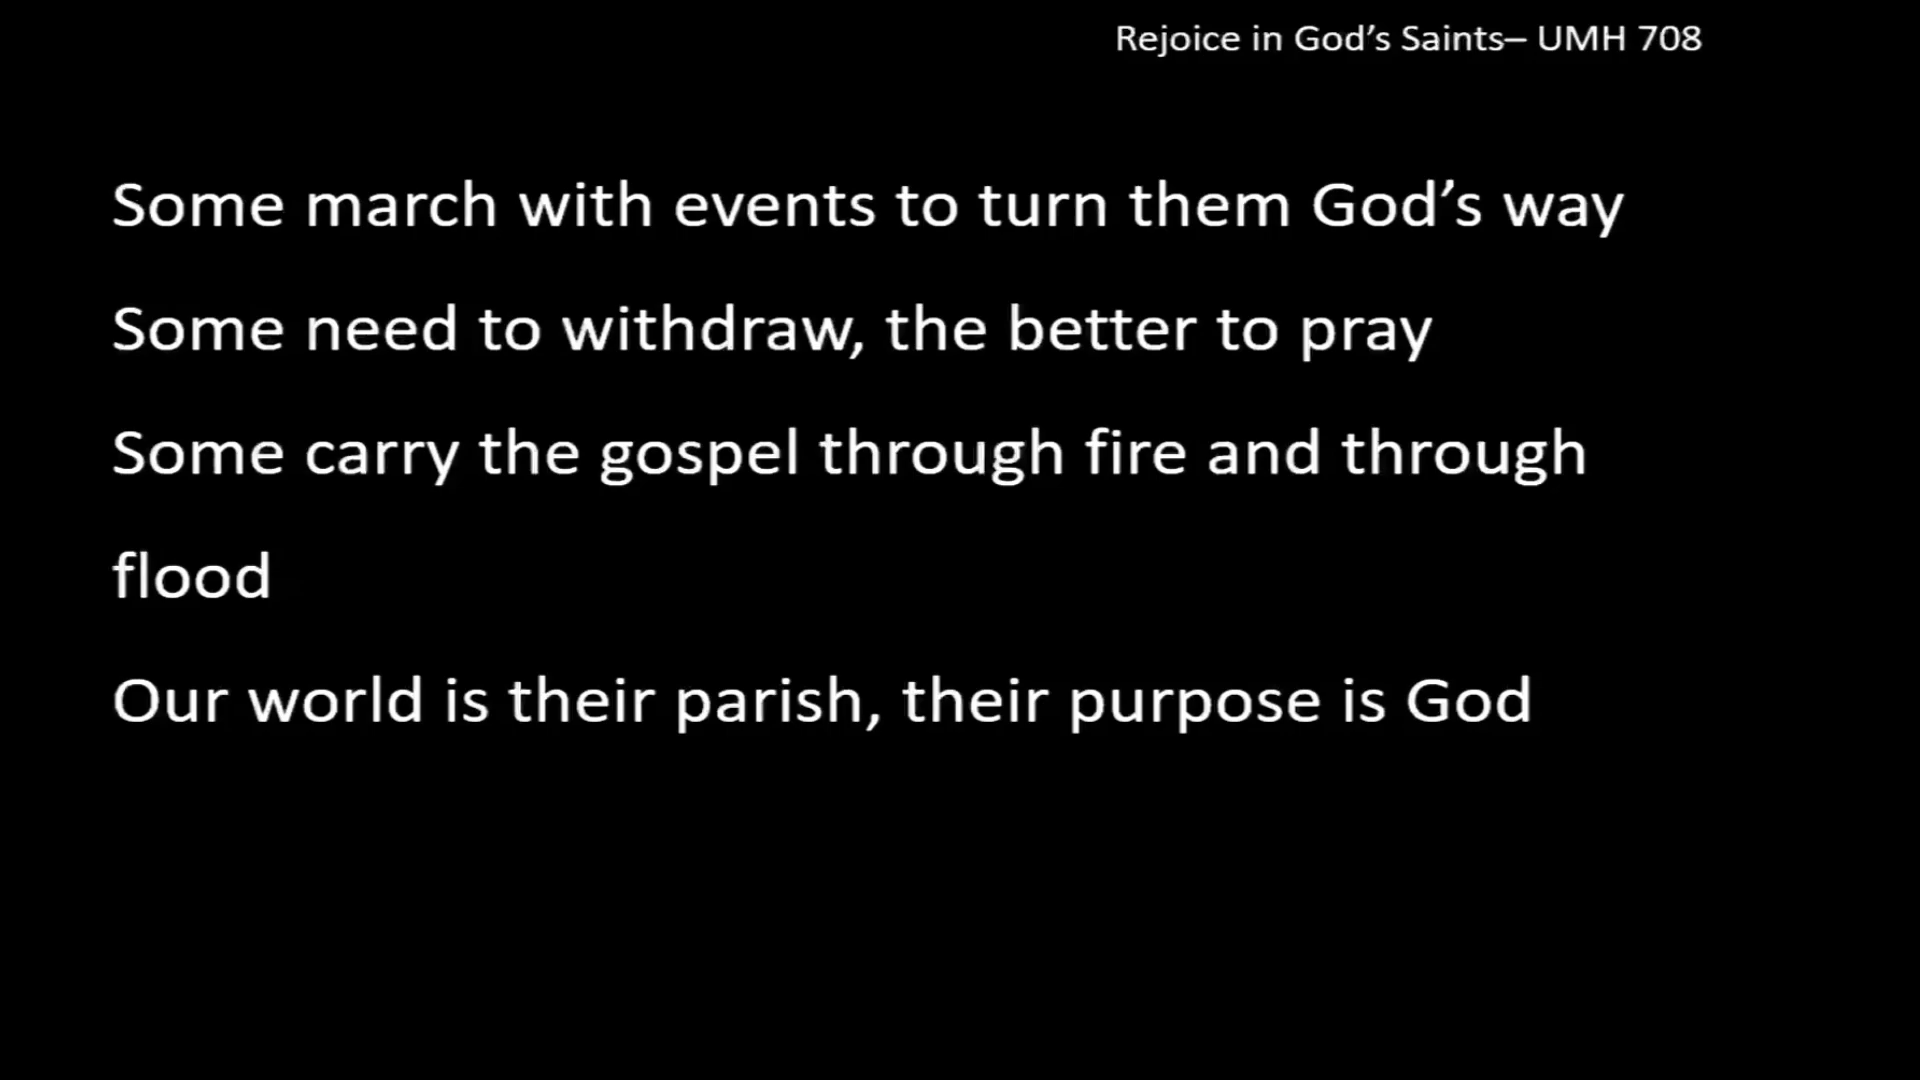 Rejoice in God’s Saints– UMH 708
Some march with events to turn them God’s way
Some need to withdraw, the better to pray
Some carry the gospel through fire and through
flood
Our world is their parish, their purpose is God